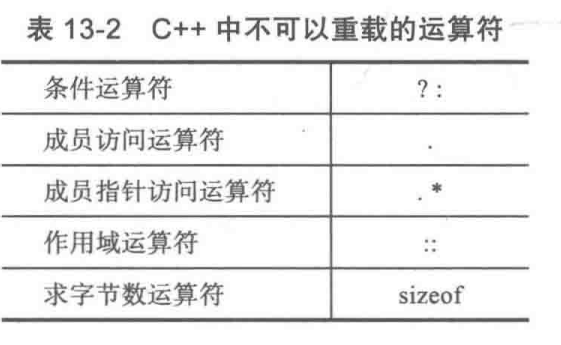 表 13-2 C++ 中不可以重载的运算符
条件运算符 ? :
成员访问运算符 .
成员指针访问运算符 . *
作用域运算符 ::
求字节数运算符 sizeof